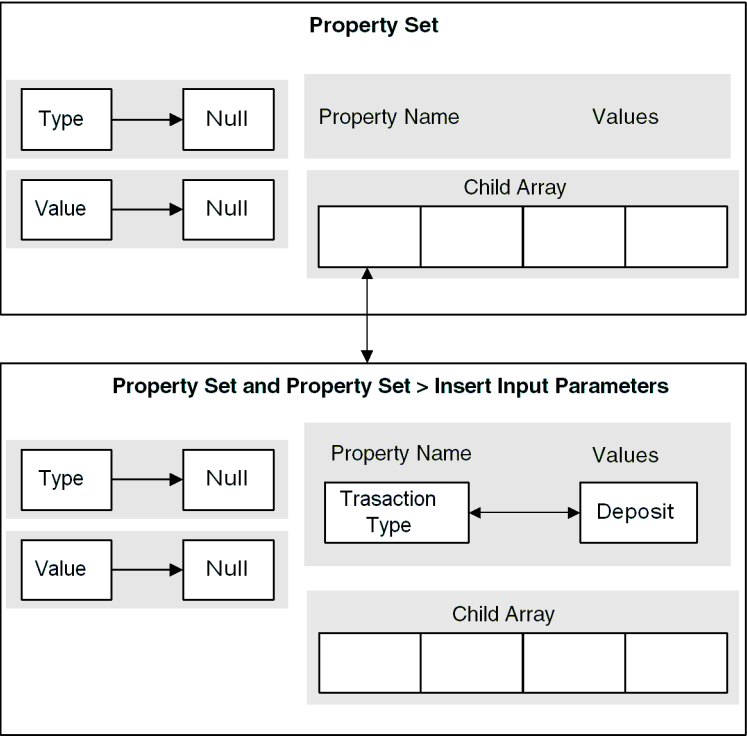 Property Set
Type
Null
Property Name
Values
Value
Null
Child Array
Property Set and Property Set > Insert Input Parameters
Type
Null
Property Name
Values
Trasaction
Type
Deposit
Value
Null
Child Array